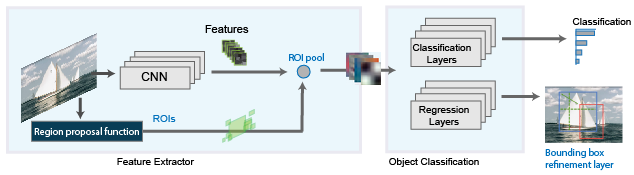 Features
Classification
CNN
ROI pool
Classification
Layers
ROIs
Region proposal function
Regression
Layers
Bounding box
refinement layer
Feature Extractor
Object Classification